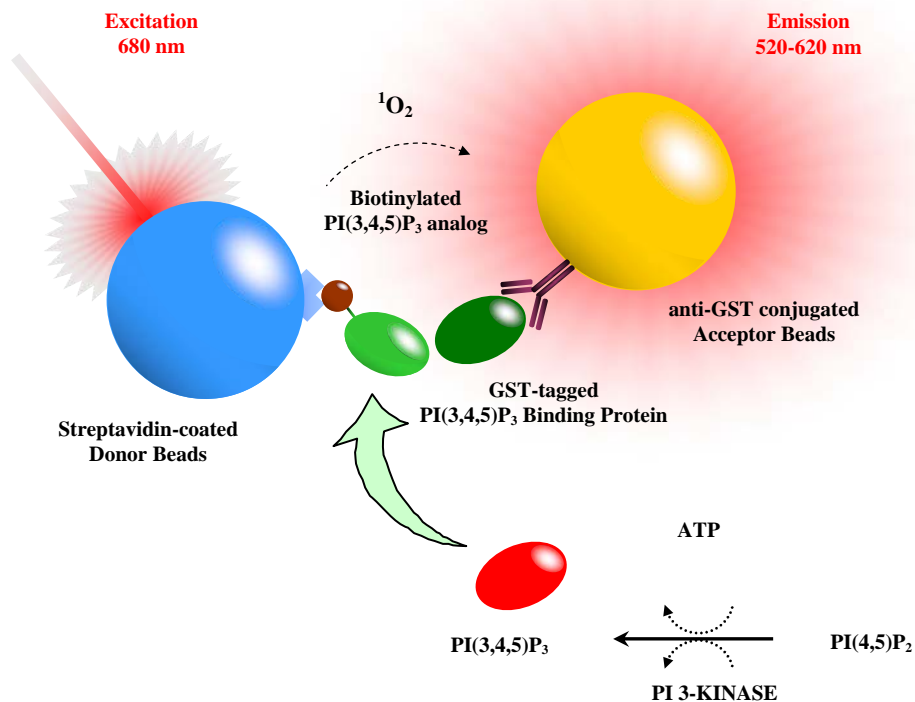 Excitation
680 nm
Emission
520-620 nm
¹O₂
Biotinylated
PI(3,4,5)P₃ analog
anti-GST conjugated
Acceptor Beads
GST-tagged
PI(3,4,5)P₃ Binding Protein
Streptavidin-coated
Donor Beads
ATP
PI(3,4,5)P₃
PI(4,5)P₂
PI 3-KINASE